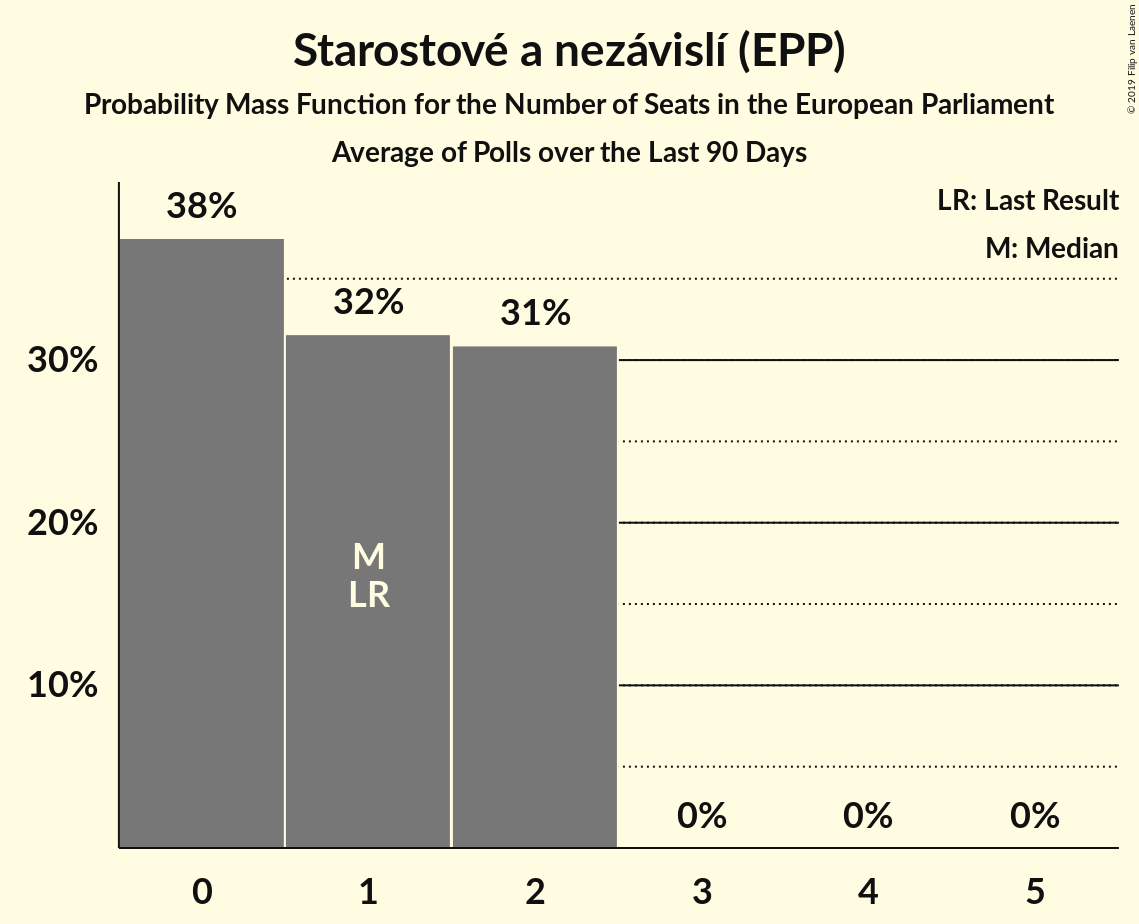 Starostové a nezávislí (EPP)
Probability Mass Function for the Number of Seats in the European Parliament
Average of Polls over the Last 90 Days
© 2019 Filip van Laenen
LR: Last Result
M: Median
38%
32%
31%
0%
0%
0%
30%
20%
10%
M
LR
0
1
2
3
4
5